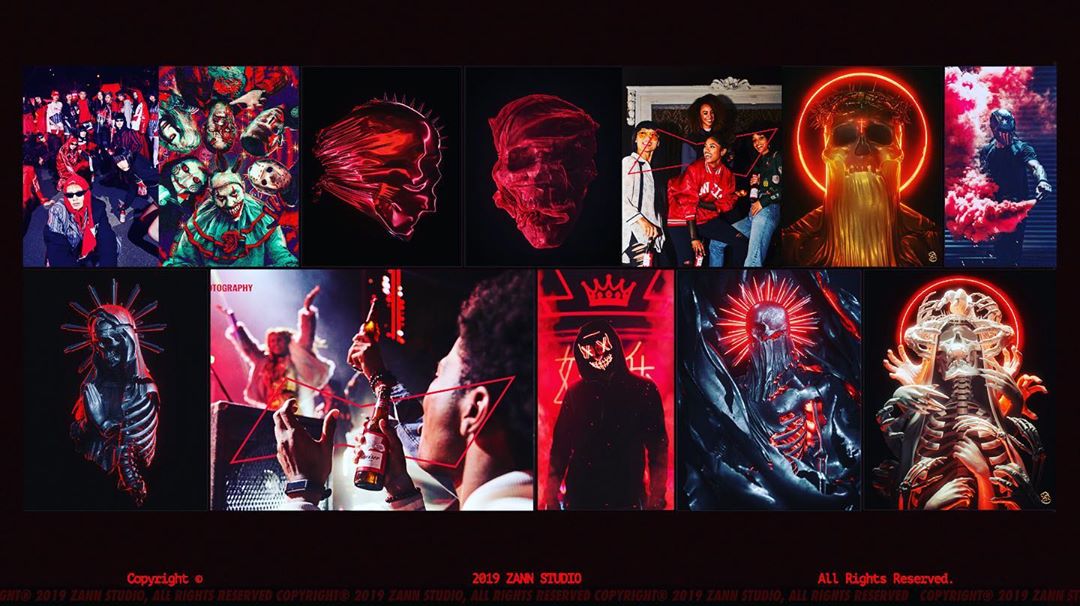 OTOGRAPHY
Copyright © 2019 ZANN STUDIO All Rights Reserved.
GHT® 2019 ZANN STUDIO, ALL RIGHTS RESERVED COPYRIGHT® 2019 ZANN STUDIO, ALL RIGHTS RESERVED COPYRIGHT® 2019 ZANN STUDIO, ALL RIGHTS RESERVED COPYRIGHT® 2019 ZANN ST